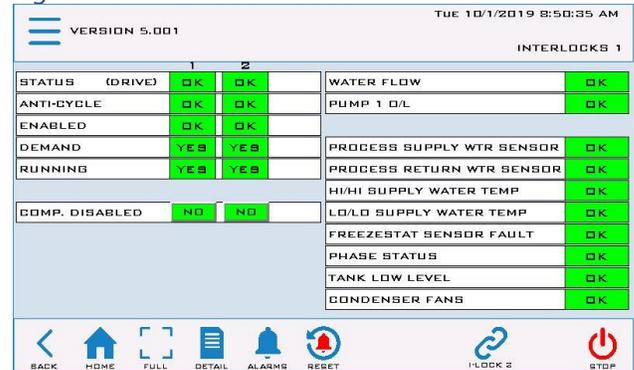 TUE 10/1/2019 8:50:35 AM
VERSION 5.001
INTERLOCKS 1
1 2
STATUS (DRIVE) OK OK
ANTI-CYCLE OK OK
ENABLED OK OK
DEMAND YES YES
RUNNING YES YES
COMP. DISABLED NO NO
WATER FLOW OK
PUMP 1 O/L OK
PROCESS SUPPLY WTR SENSOR OK
PROCESS RETURN WTR SENSOR OK
HI/HI SUPPLY WATER TEMP OK
LO/LO SUPPLY WATER TEMP OK
FREEZESTAT SENSOR FAULT OK
PHASE STATUS OK
TANK LOW LEVEL OK
CONDENSER FANS OK
BACK HOME FULL DETAIL ALARMS RESET I-LOCK 2 STOP